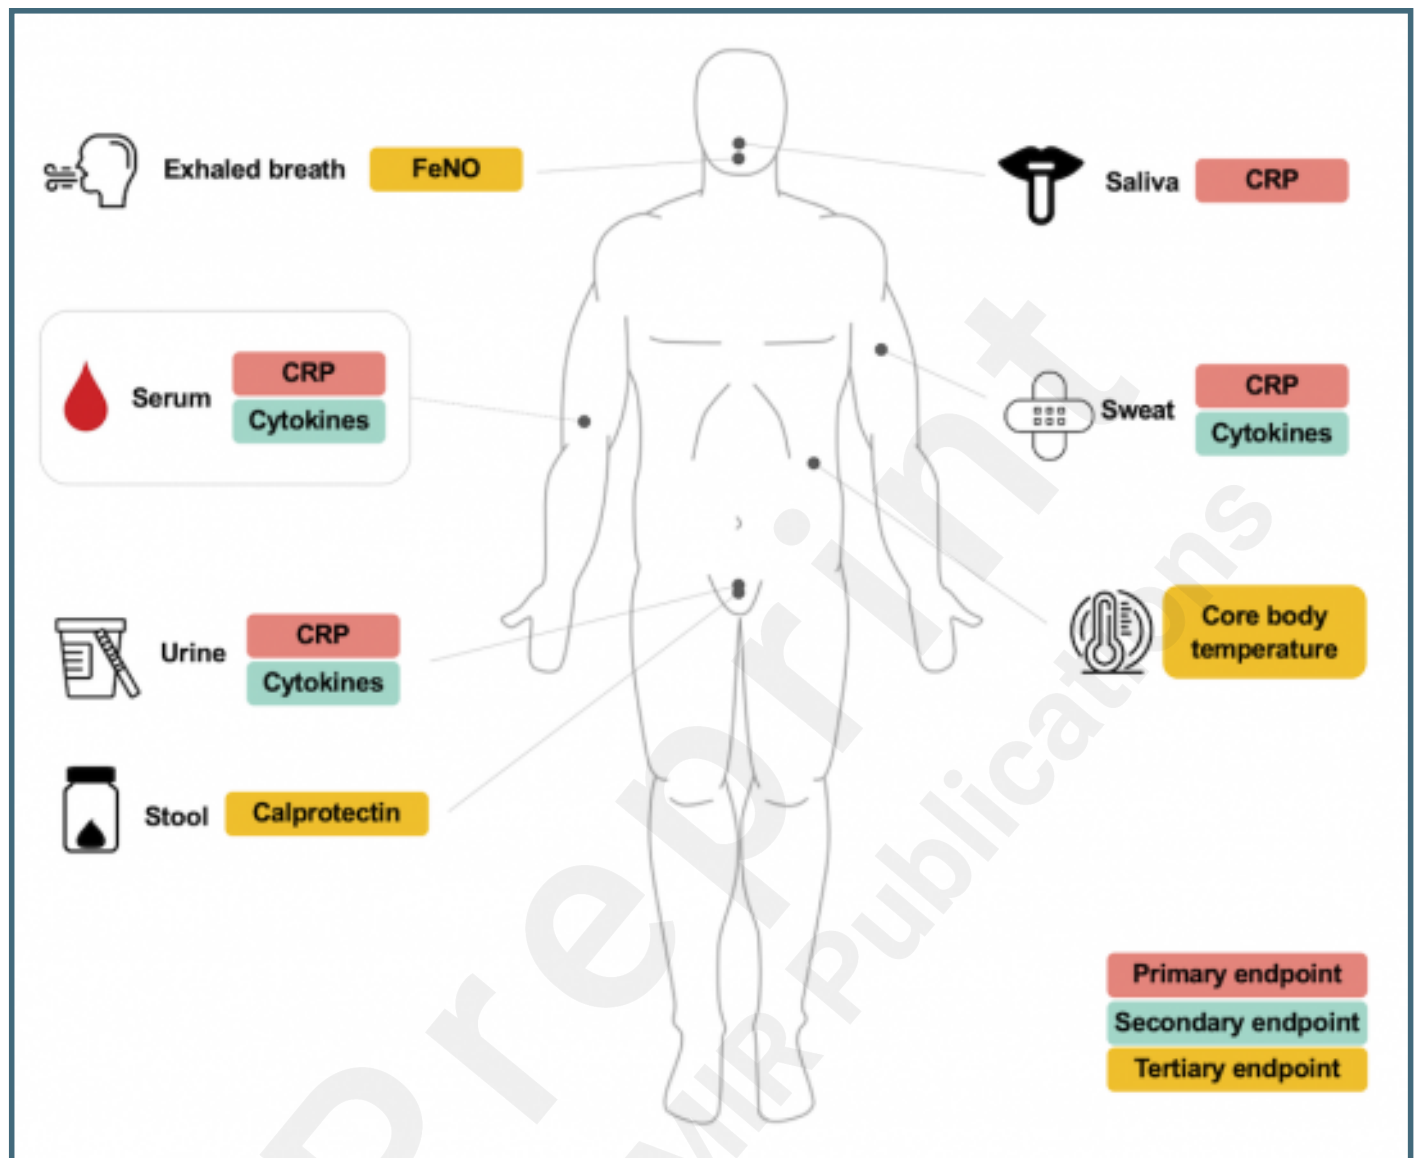 Exhaled breath
FeNO
Saliva
CRP
Serum
CRP
Cytokines
Sweat
CRP
Cytokines
Urine
CRP
Cytokines
Core body
temperature
Stool
Calprotectin
Primary endpoint
Secondary endpoint
Tertiary endpoint
Preprint
JMIR Publications